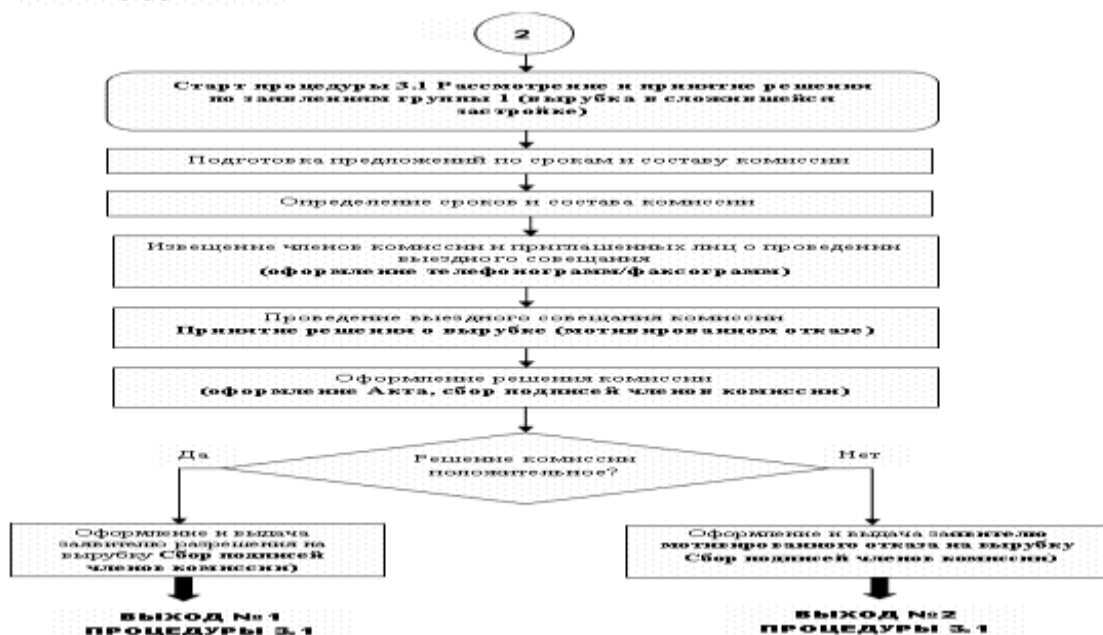 2
Старт процедуры 3.1 Рассмотрение и принятие решения
по заявлениям группы 1 (вырубка в сложившейся
застройке)
Подготовка предложений по срокам и составу комиссии
Определение сроков и состава комиссии
Извещение членов комиссии и приглашенных лиц о проведении
выездного совещания
(оформление телефонограмм/факсограмм)
Проведение выездного совещания комиссии
Принятие решения о вырубке (мотивированном отказе)
Оформление решения комиссии
(оформление Акта, сбор подписей членов комиссии)
Да
Решение комиссии
положительное?
Нет
Оформление и выдача
заявителю разрешения на
вырубку Сбор подписей
членов комиссии)
Оформление и выдача заявителю
мотивированного отказа на вырубку
Сбор подписей членов комиссии)
ВЫХОД №1
ПРОЦЕДУРЫ 3.1
ВЫХОД №2
ПРОЦЕДУРЫ 3.1